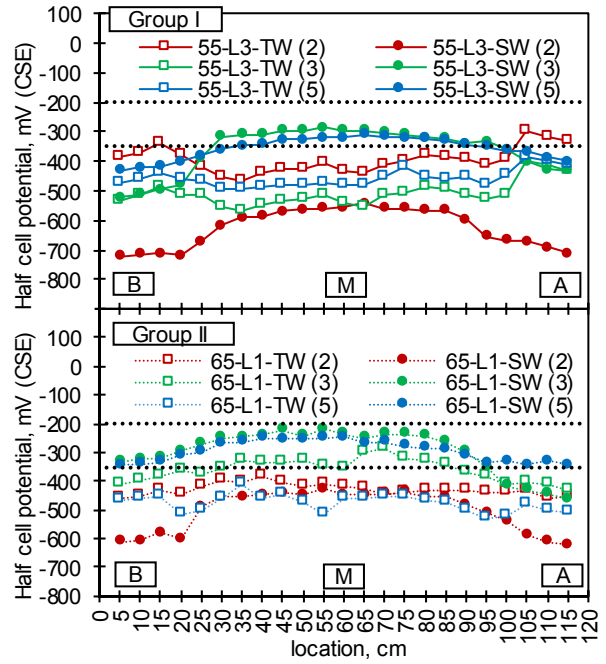 Group I
100
0
-100
-200
-300
-400
-500
-600
-700
-800
Half cell potential, mV (CSE)
55-L3-TW (2)
55-L3-SW (2)
55-L3-TW (3)
55-L3-SW (3)
55-L3-TW (5)
55-L3-SW (5)
B
M
A
Group II
100
0
-100
-200
-300
-400
-500
-600
-700
-800
Half cell potential, mV (CSE)
65-L1-TW (2)
65-L1-SW (2)
65-L1-TW (3)
65-L1-SW (3)
65-L1-TW (5)
65-L1-SW (5)
B
M
A
0 5 10 15 20 25 30 35 40 45 50 55 60 65 70 75 80 85 90 95 100 105 110 115
location, cm